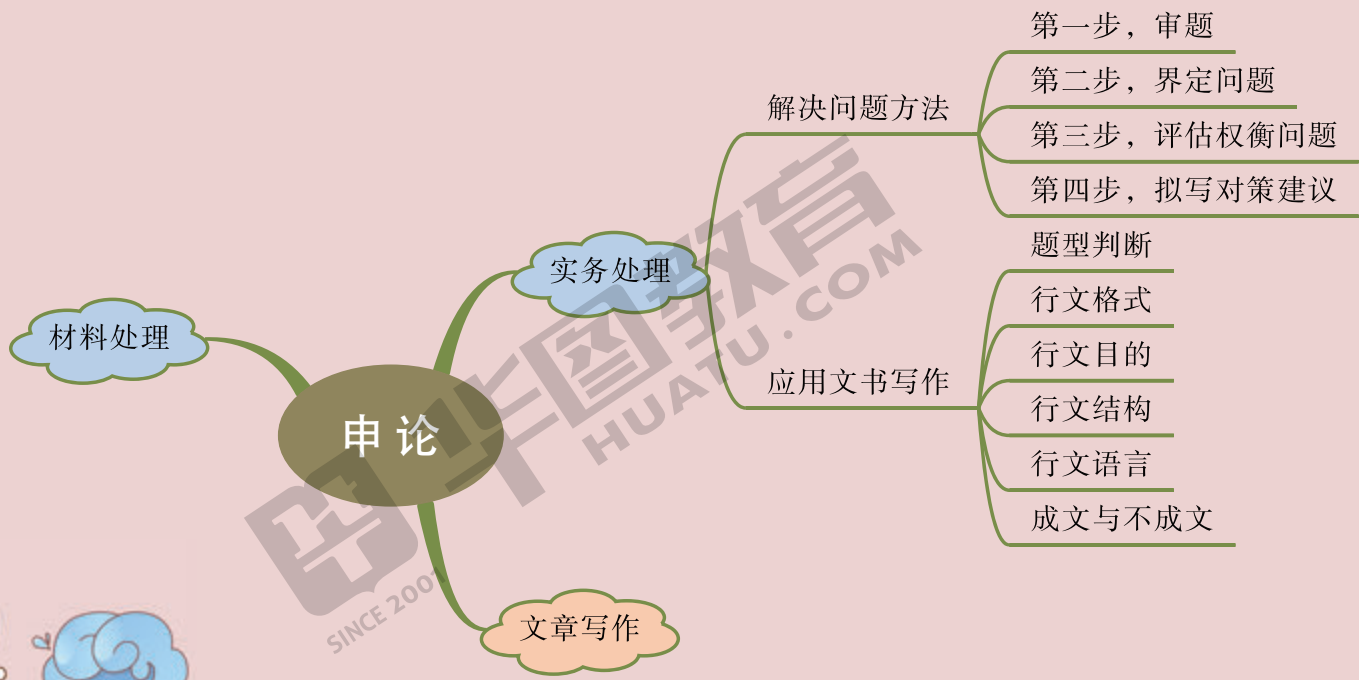 第一步，审题
第二步，界定问题
解决问题方法
第三步，评估权衡问题
第四步，拟写对策建议
题型判断
实务处理
行文格式
材料处理
行文目的
应用文书写作
行文结构
申论
行文语言
成文与不成文
文章写作
华图教育
HUATU.COM
SINCE 2001